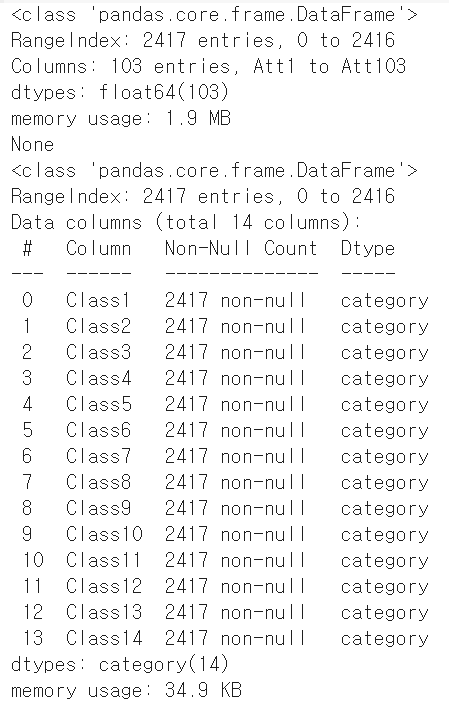 <class 'pandas.core.frame.DataFrame'>
RangeIndex: 2417 entries, 0 to 2416
Columns: 103 entries, Att1 to Att103
dtypes: float64(103)
memory usage: 1.9 MB
None
<class 'pandas.core.frame.DataFrame'>
RangeIndex: 2417 entries, 0 to 2416
Data columns (total 14 columns):
 #   Column   Non-Null Count  Dtype
---  ------   --------------  -----
 0   Class1   2417 non-null   category
 1   Class2   2417 non-null   category
 2   Class3   2417 non-null   category
 3   Class4   2417 non-null   category
 4   Class5   2417 non-null   category
 5   Class6   2417 non-null   category
 6   Class7   2417 non-null   category
 7   Class8   2417 non-null   category
 8   Class9   2417 non-null   category
 9   Class10  2417 non-null   category
 10  Class11  2417 non-null   category
 11  Class12  2417 non-null   category
 12  Class13  2417 non-null   category
 13  Class14  2417 non-null   category
dtypes: category(14)
memory usage: 34.9 KB